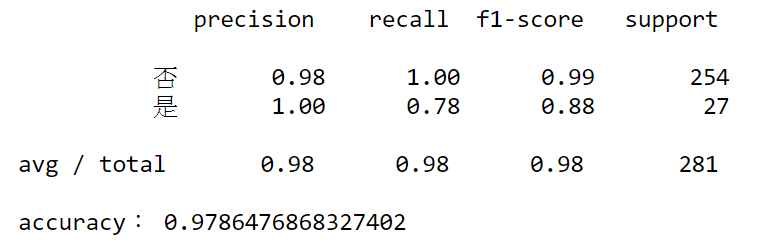 precision recall f1-score support
否 0.98 1.00 0.99 254
是 1.00 0.78 0.88 27
avg / total 0.98 0.98 0.98 281
accuracy： 0.9786476868327402